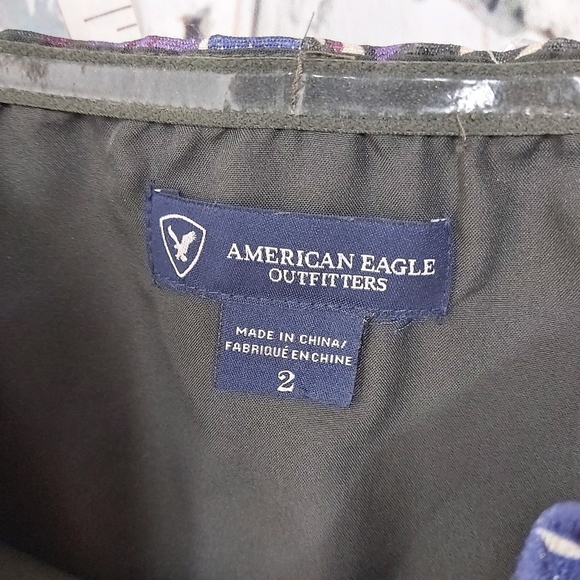 AMERICAN EAGLE
OUTFITTERS
MADE IN CHINA/
FABRIQUÉ EN CHINE
2